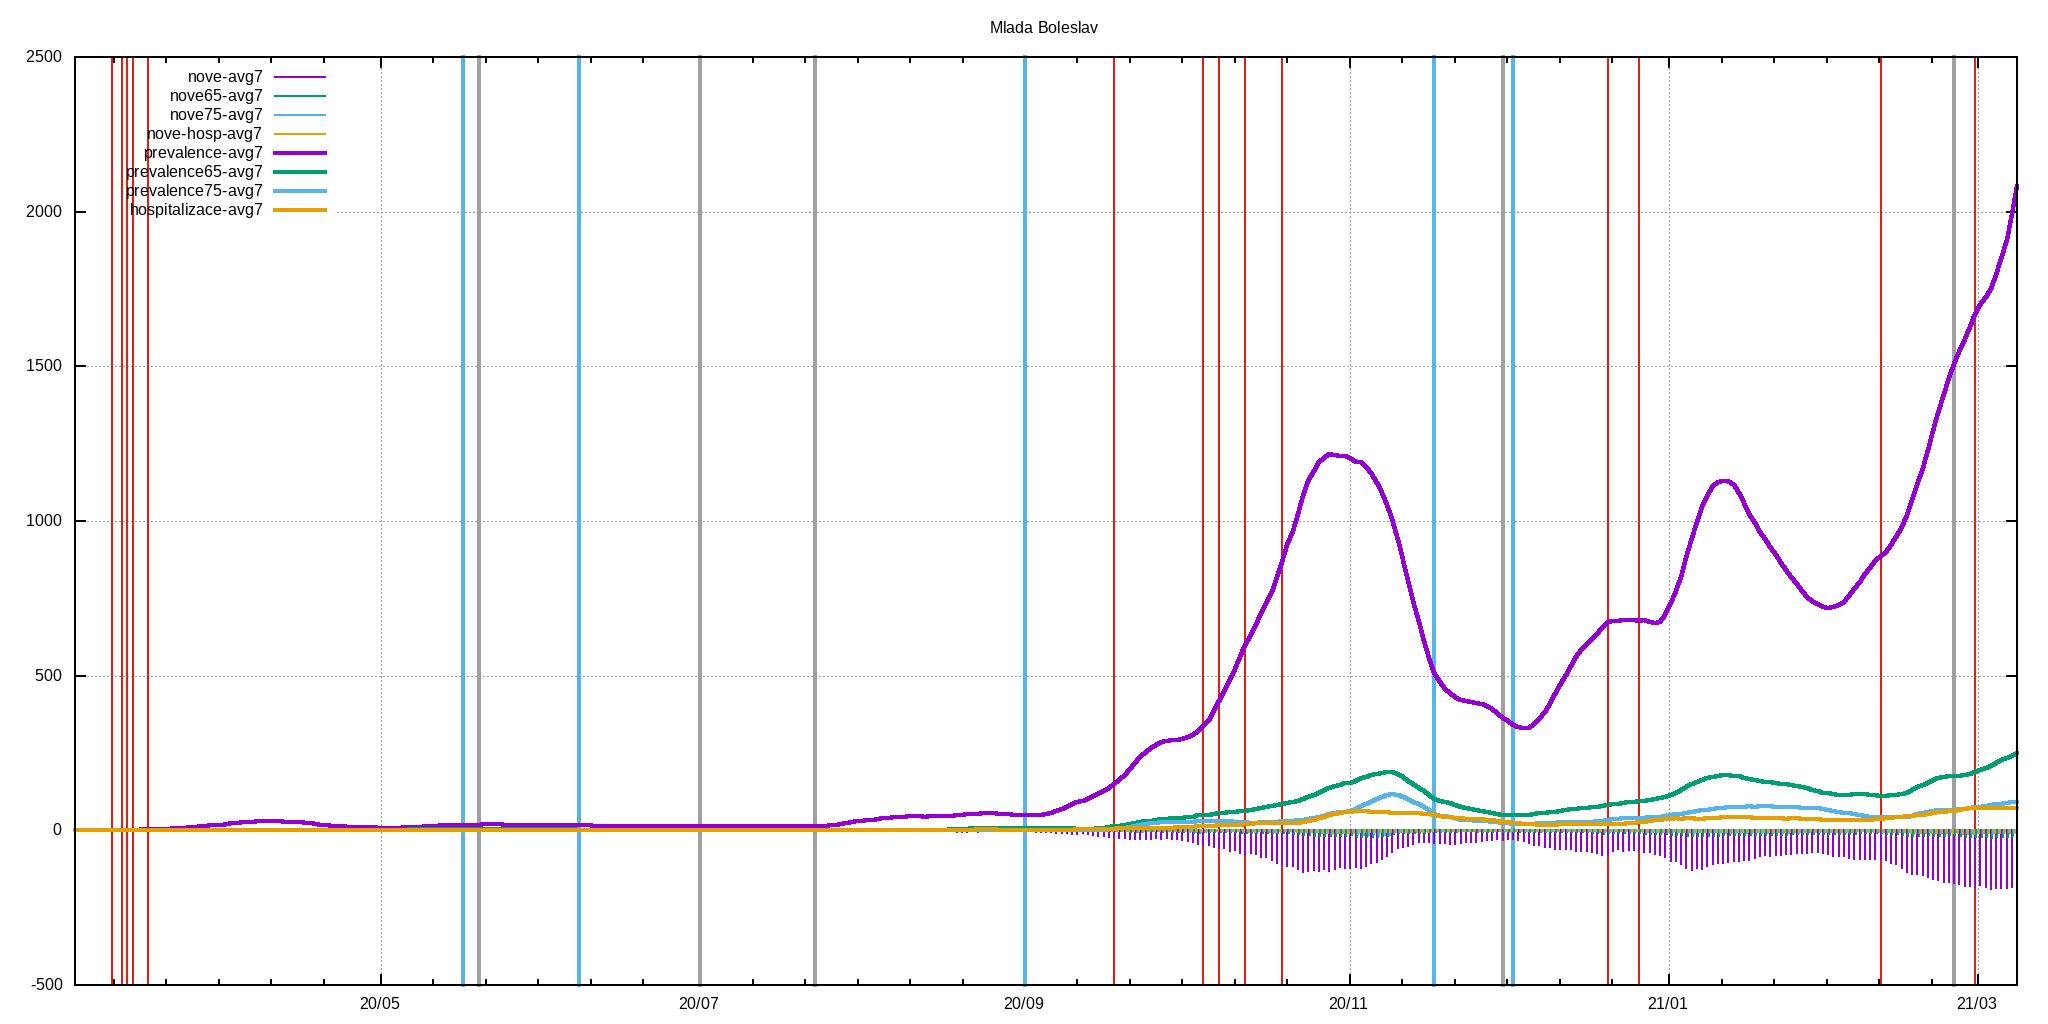 Mlada Boleslav
2500
nove-avg7
nove65-avg7
nove75-avg7
nove-hosp-avg7
prevalence-avg7
prevalence65-avg7
prevalence75-avg7
hospitalizace-avg7
2000
1500
1000
500
0
-500
20/05 20/07 20/09 20/11 21/01 21/03